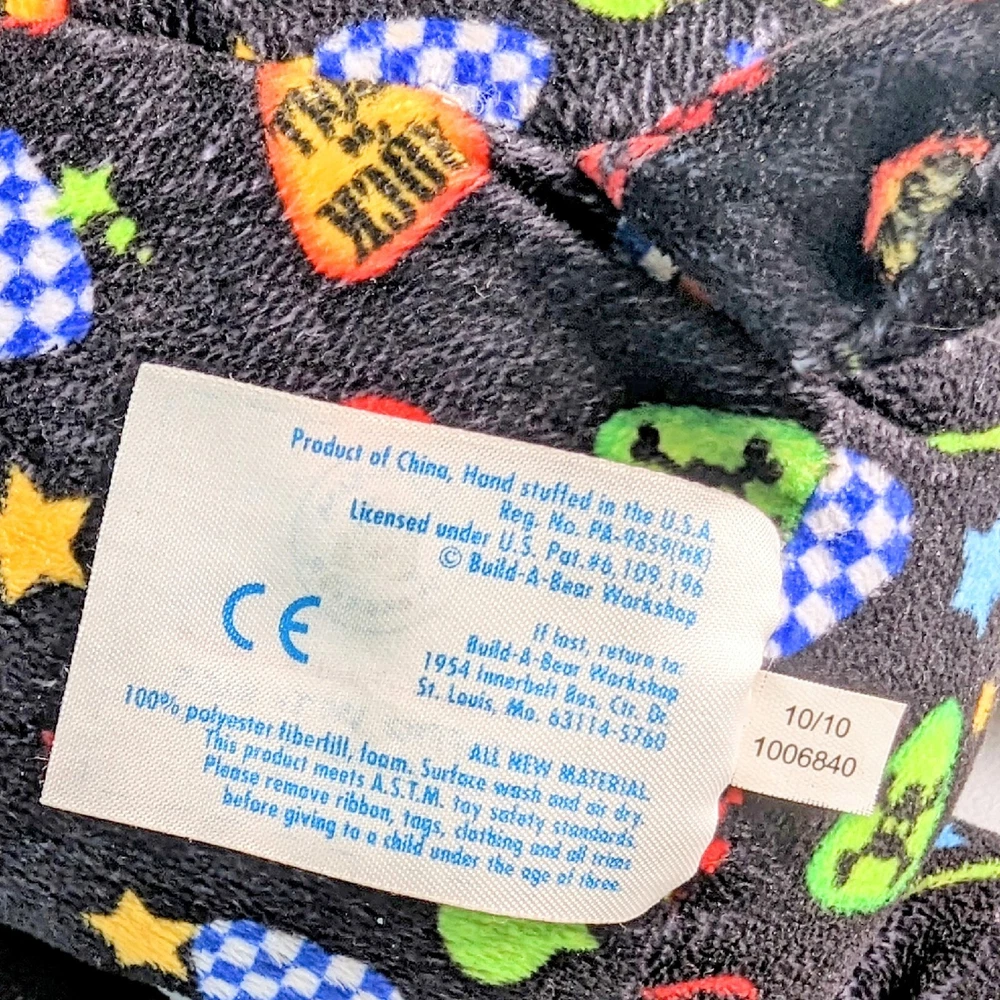 ROCK
Product of China, Hand stuffed in the U.S.A.
Reg. No. PA-9859(HK)
Licensed under U.S. Pat.#6,109,196
© Build-A-Bear Workshop
CE
If lost, return to:
Build-A-Bear Workshop
1954 Innerbelt Bus. Ctr. Dr
St. Louis, Mo. 63114-5760
ALL NEW MATERIAL.
100% polyester fiberfill, foam. Surface wash and air dry.
This product meets A.S.T.M. toy safety standards.
Please remove ribbon, tags, clothing and all trims
before giving to a child under the age of three.
10/10
1006840